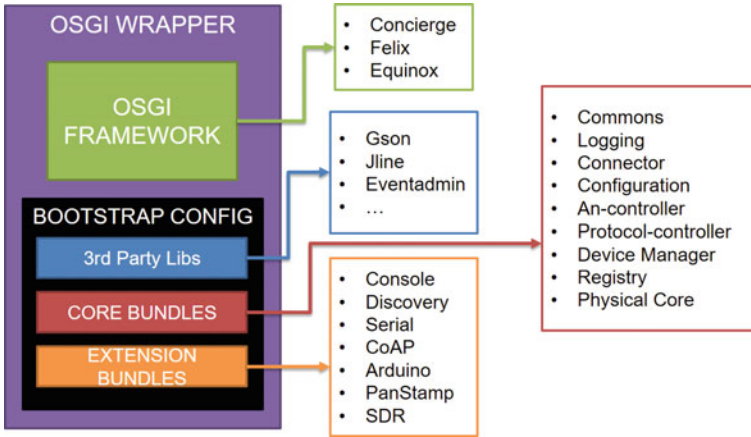 OSGI WRAPPER
OSGI
FRAMEWORK
BOOTSTRAP CONFIG
3rd Party Libs
CORE BUNDLES
EXTENSION
BUNDLES
• Concierge
• Felix
• Equinox
• Gson
• Jline
• Eventadmin
• ...
• Console
• Discovery
• Serial
• CoAP
• Arduino
• PanStamp
• SDR
• Commons
• Logging
• Connector
• Configuration
• An-controller
• Protocol-controller
• Device Manager
• Registry
• Physical Core